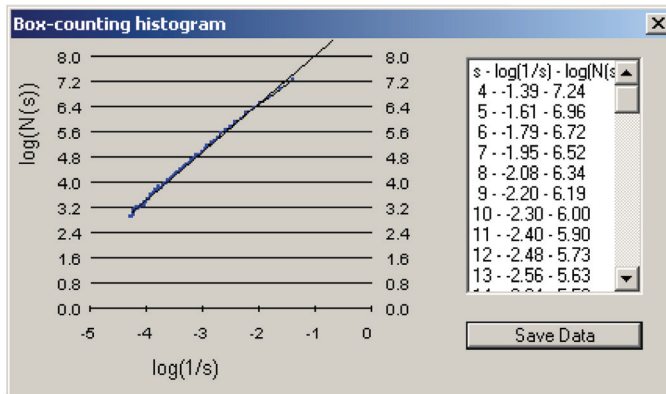 Box-counting histogram
log(N(s))
8.0 8.0
7.2 7.2
6.4 6.4
5.6 5.6
4.8 4.8
4.0 4.0
3.2 3.2
2.4 2.4
1.6 1.6
0.8 0.8
0.0 0.0
-5 -4 -3 -2 -1 0
log(1/s)
s - log(1/s) - log(N(s
4 - -1.39 - 7.24
5 - -1.61 - 6.96
6 - -1.79 - 6.72
7 - -1.95 - 6.52
8 - -2.08 - 6.34
9 - -2.20 - 6.19
10 - -2.30 - 6.00
11 - -2.40 - 5.90
12 - -2.48 - 5.73
13 - -2.56 - 5.63
Save Data